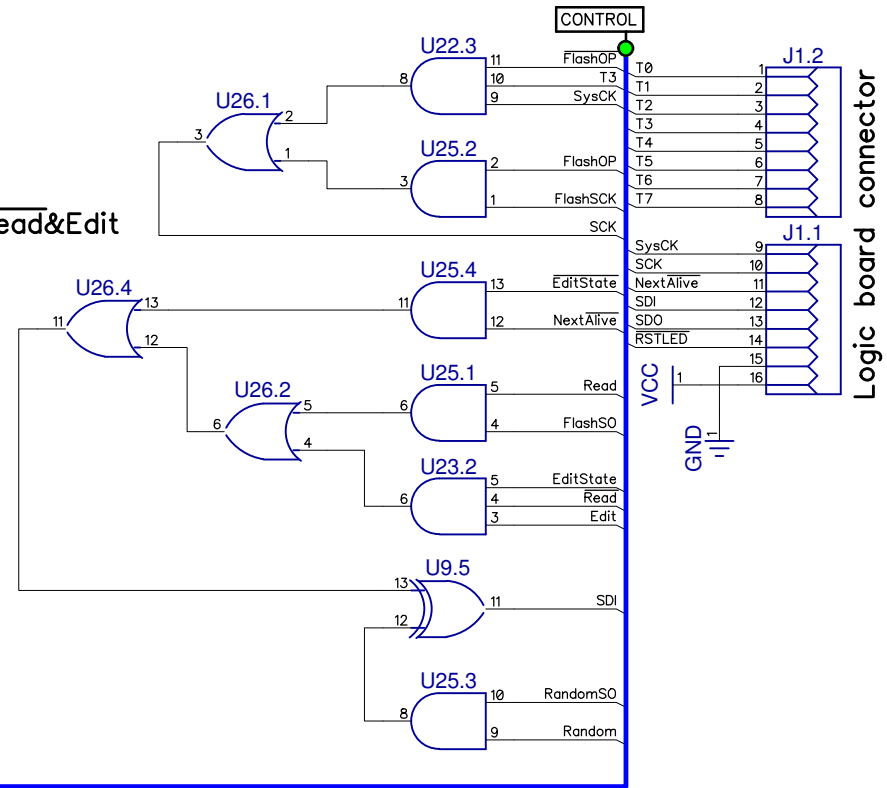 CONTROL
U22.3
FlashOP
11
T3
10
SysCK
9
8
U26.1
2
1
3
U25.2
FlashOP
2
FlashSCK
1
3
SCK
ead&Edit
U25.4
EditState
13
NextAlive
12
11
U26.4
13
12
11
U26.2
5
4
6
U25.1
Read
5
FlashSO
4
6
U23.2
EditState
5
Read
4
Edit
3
6
U9.5
13
12
11
SDI
U25.3
RandomSO
10
Random
9
8
J1.2
T0 1
T1 2
T2 3
T3 4
T4 5
T5 6
T6 7
T7 8
J1.1
SysCK 9
SCK 10
NextAlive 11
SDI 12
SDO 13
RSTLED 14
15
16
VCC 1
GND 1
Logic board connector